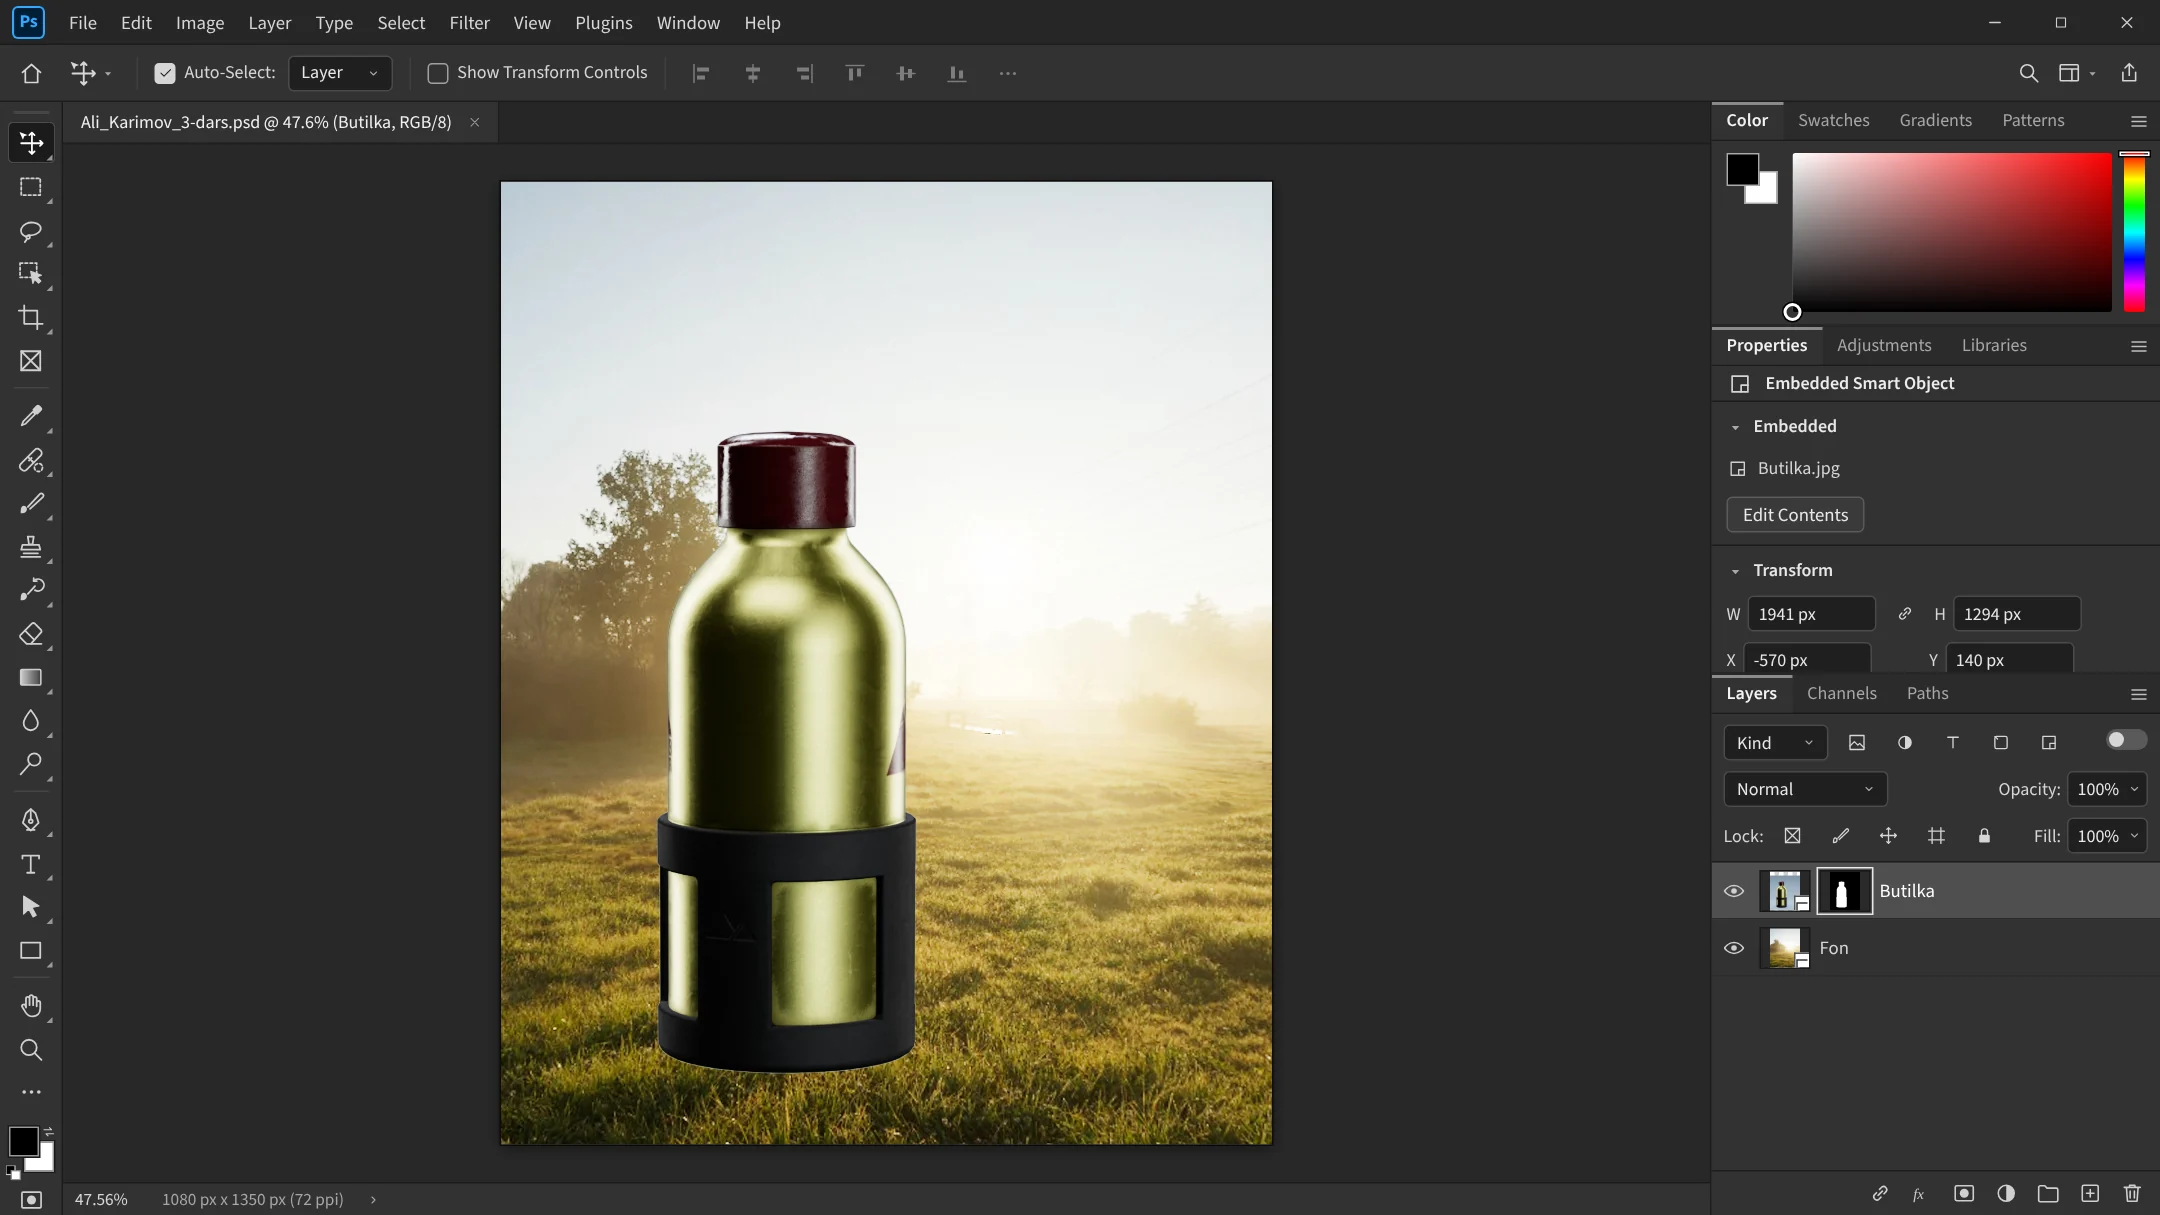 Ps File Edit Image Layer Type Select Filter View Plugins Window Help
Auto-Select: Layer Show Transform Controls
Ali_Karimov_3-dars.psd @ 47.6% (Butilka, RGB/8)
Color Swatches Gradients Patterns
Properties Adjustments Libraries
Embedded Smart Object
Embedded
Butilka.jpg
Edit Contents
Transform
W 1941 px H 1294 px
X -570 px Y 140 px
Layers Channels Paths
Kind
Normal Opacity: 100%
Lock: Fill: 100%
Butilka
Fon
fx
47.56% 1080 px x 1350 px (72 ppi)